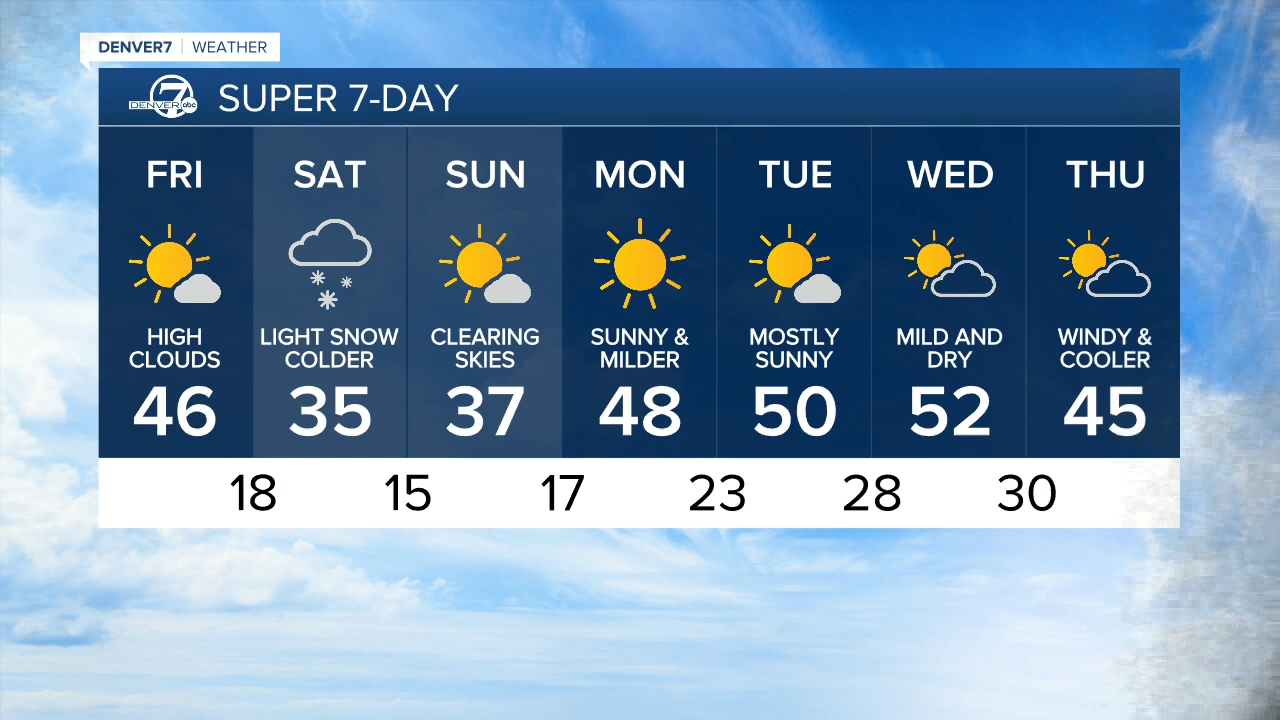 DENVER7 | WEATHER
7 DENVER abc SUPER 7-DAY
FRI SAT SUN MON TUE WED THU
HIGH CLOUDS
LIGHT SNOW COLDER
CLEARING SKIES
SUNNY & MILDER
MOSTLY SUNNY
MILD AND DRY
WINDY & COOLER
46 35 37 48 50 52 45
18 15 17 23 28 30